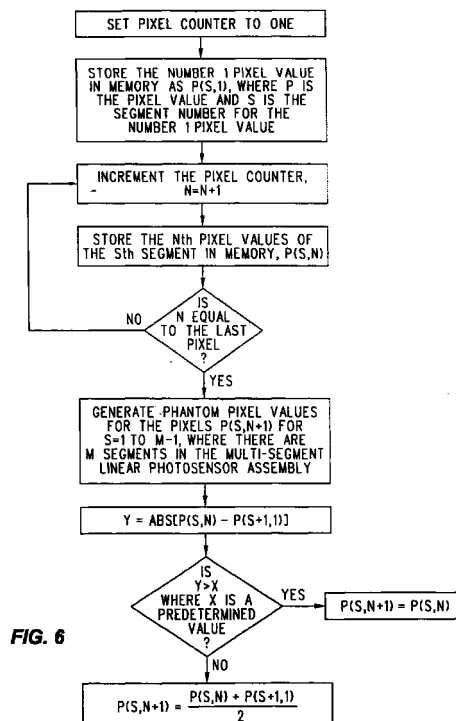 SET PIXEL COUNTER TO ONE
STORE THE NUMBER 1 PIXEL VALUE
IN MEMORY AS P(S,1), WHERE P IS
THE PIXEL VALUE AND S IS THE
SEGMENT NUMBER FOR THE
NUMBER 1 PIXEL VALUE
INCREMENT THE PIXEL COUNTER,
N=N+1
STORE THE Nth PIXEL VALUES OF
THE Sth SEGMENT IN MEMORY, P(S,N)
IS
N EQUAL
TO THE LAST
PIXEL
?
NO
YES
GENERATE PHANTOM PIXEL VALUES
FOR THE PIXELS P(S,N+1) FOR
S=1 TO M-1, WHERE THERE ARE
M SEGMENTS IN THE MULTI-SEGMENT
LINEAR PHOTOSENSOR ASSEMBLY
Y = ABS[P(S,N) - P(S+1,1)]
IS
Y>X
WHERE X IS A
PREDETERMINED
VALUE
?
YES
P(S,N+1) = P(S,N)
NO
P(S,N+1) = P(S,N) + P(S+1,1)
2
FIG. 6